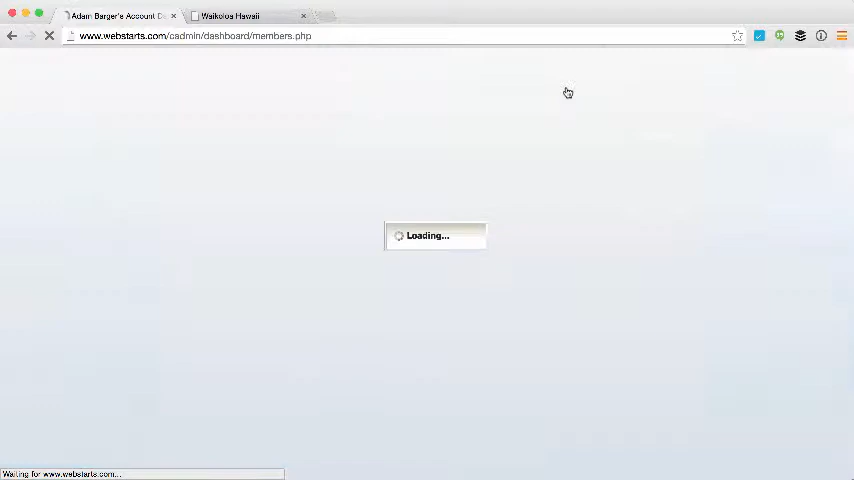 Adam Barger's Account D
Waikoloa Hawaii
www.webstarts.com/cadmin/dashboard/members.php
Loading...
Waiting for www.webstarts.com...